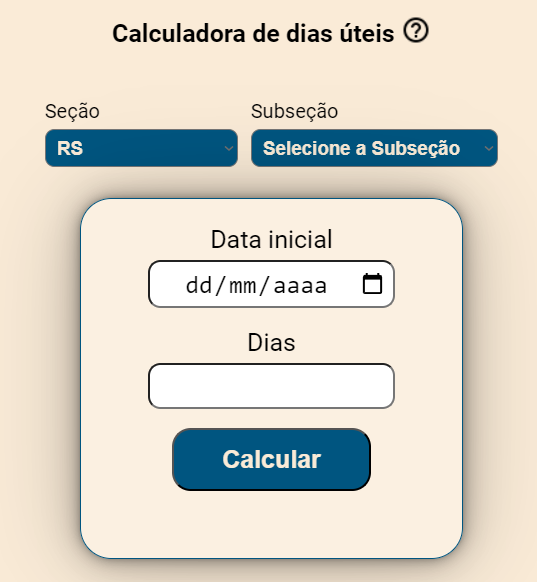 Calculadora de dias úteis ?
Seção
Subseção
RS
Selecione a Subseção
Data inicial
dd/mm/aaaa
Dias
Calcular